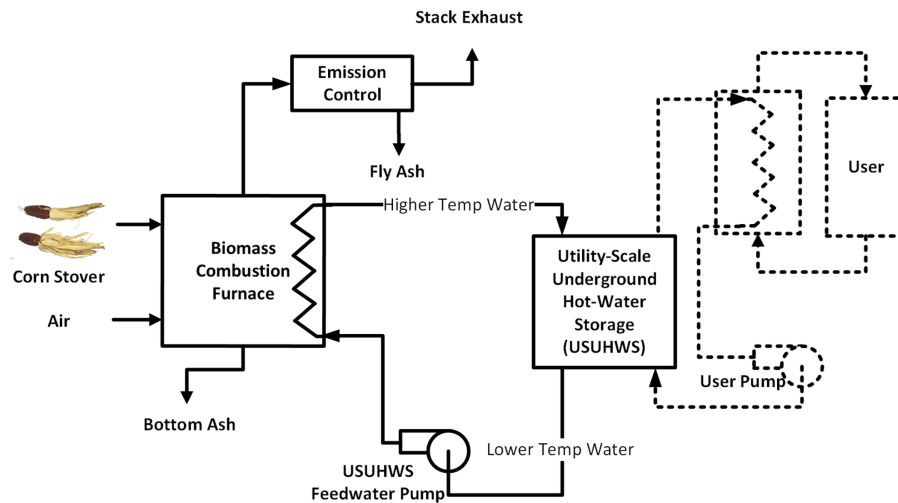 Stack Exhaust
Emission
Control
Fly Ash
User
Higher Temp Water
Biomass
Combustion
Furnace
Utility-Scale
Underground
Hot-Water
Storage
(USUHWS)
Corn Stover
Air
User Pump
Bottom Ash
Lower Temp Water
USUHWS
Feedwater Pump